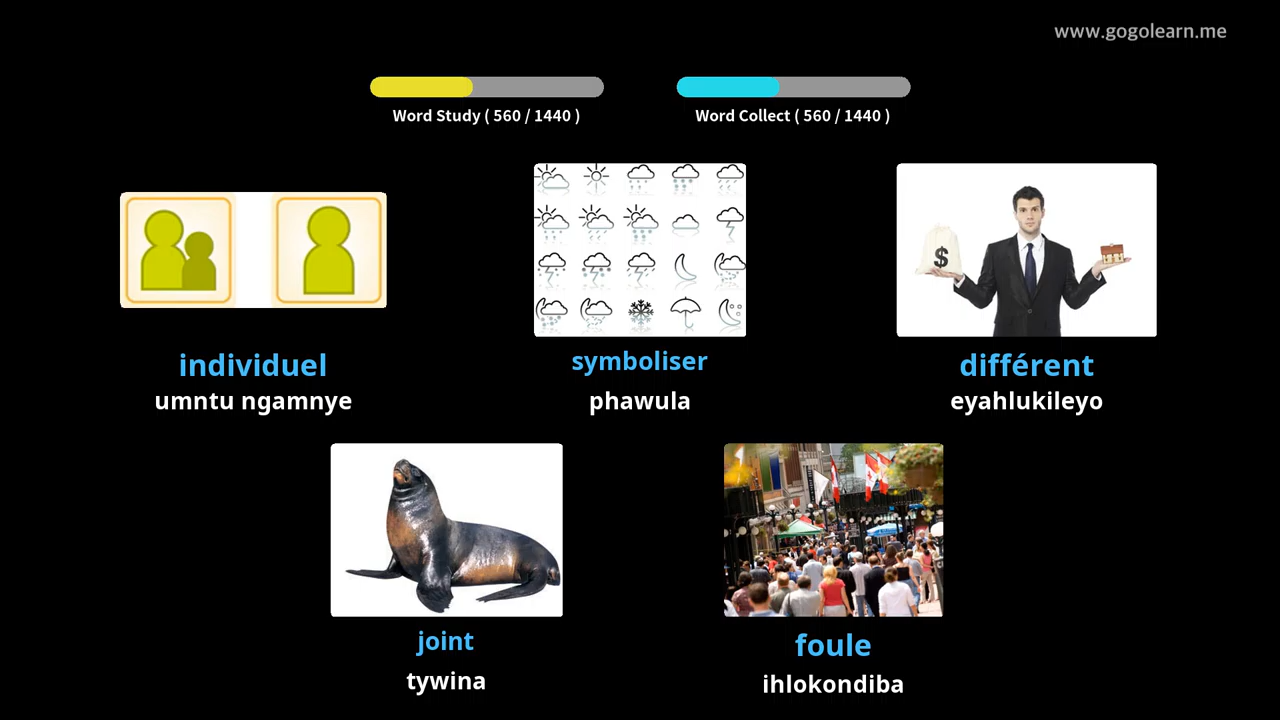 www.gogolearn.me
Word Study ( 560 / 1440 )
Word Collect ( 560 / 1440 )
$
individuel
umntu ngamnye
symboliser
phawula
différent
eyahlukileyo
joint
tywina
foule
ihlokondiba